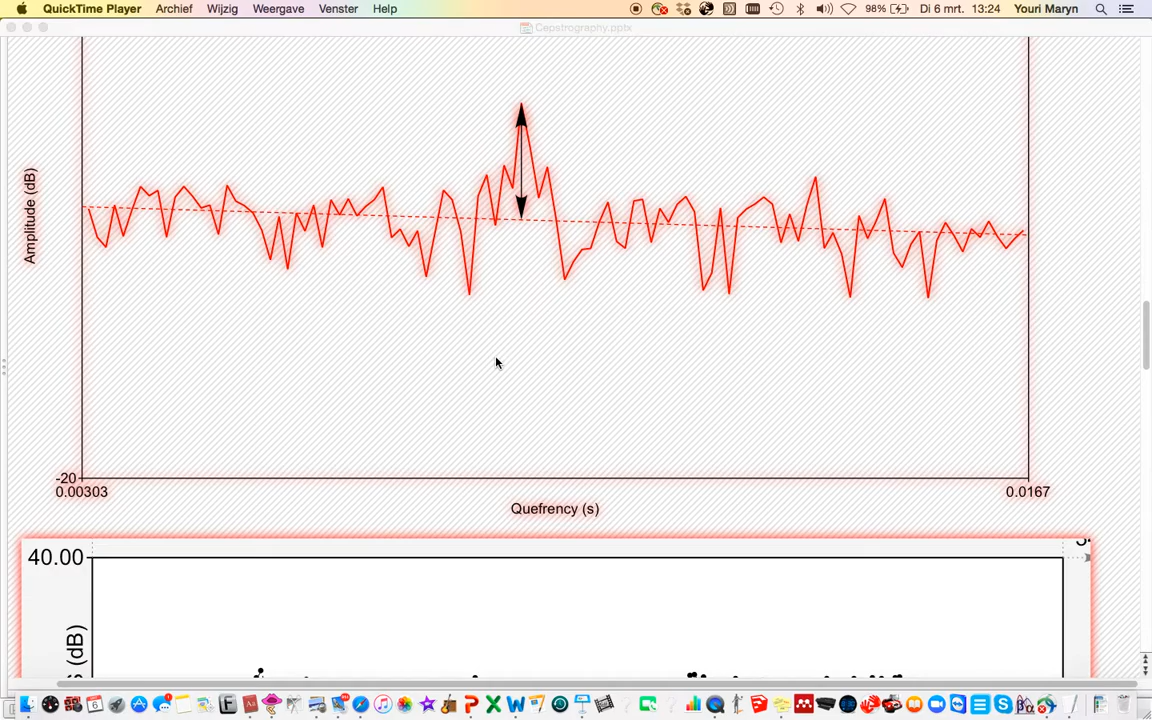 QuickTime Player Archief Wijzig Weergave Venster Help 98% Di 6 mrt. 13:24 Youri Maryn
Cepstrography.pptx
Amplitude (dB)
-20
0.00303 0.0167
Quefrency (s)
40.00
(dB)